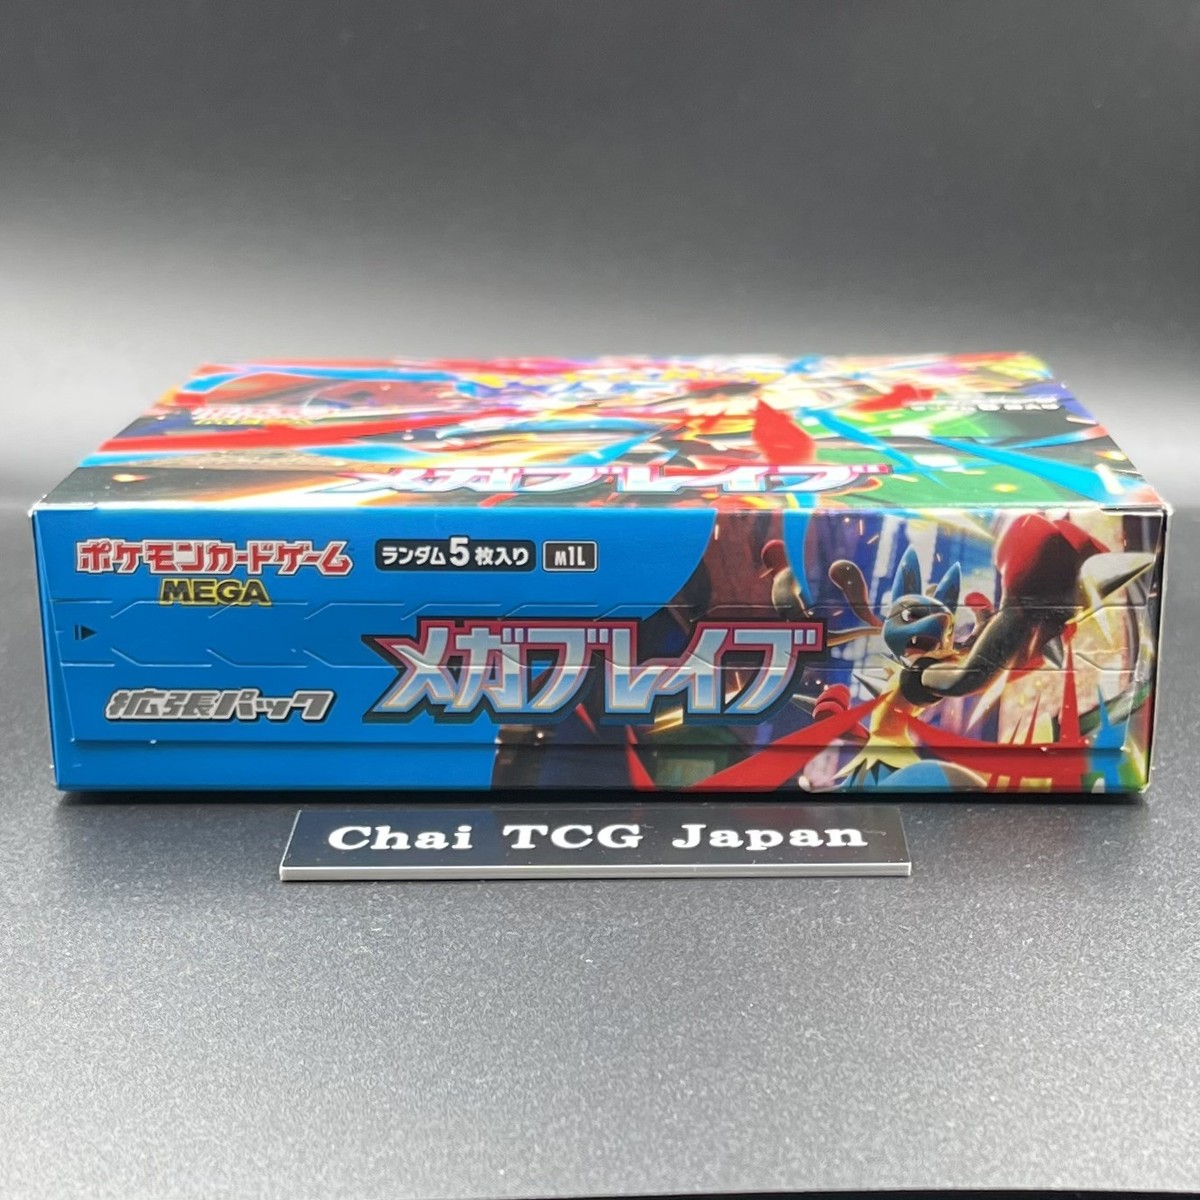 メガブレイブ
ポケモンカードゲーム
MEGA
ランダム5枚入り M1L
メガブレイブ
拡張パック
Chai TCG Japan